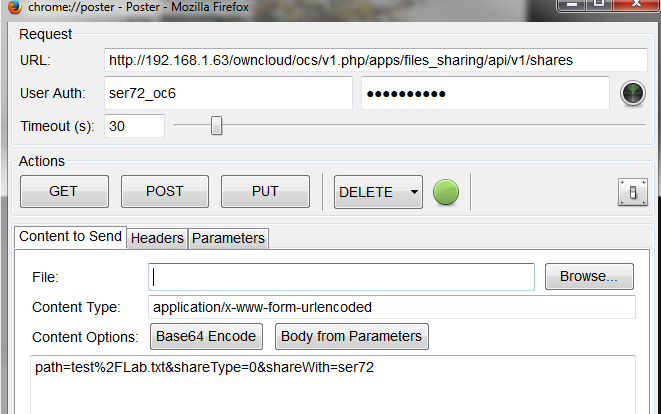 chrome://poster - Poster - Mozilla Firefox
Request
URL: http://192.168.1.63/owncloud/ocs/v1.php/apps/files_sharing/api/v1/shares
User Auth: ser72_oc6 ●●●●●●●●●●
Timeout (s): 30
Actions
GET POST PUT DELETE
Content to Send Headers Parameters
File: Browse...
Content Type: application/x-www-form-urlencoded
Content Options: Base64 Encode Body from Parameters
path=test%2FLab.txt&shareType=0&shareWith=ser72